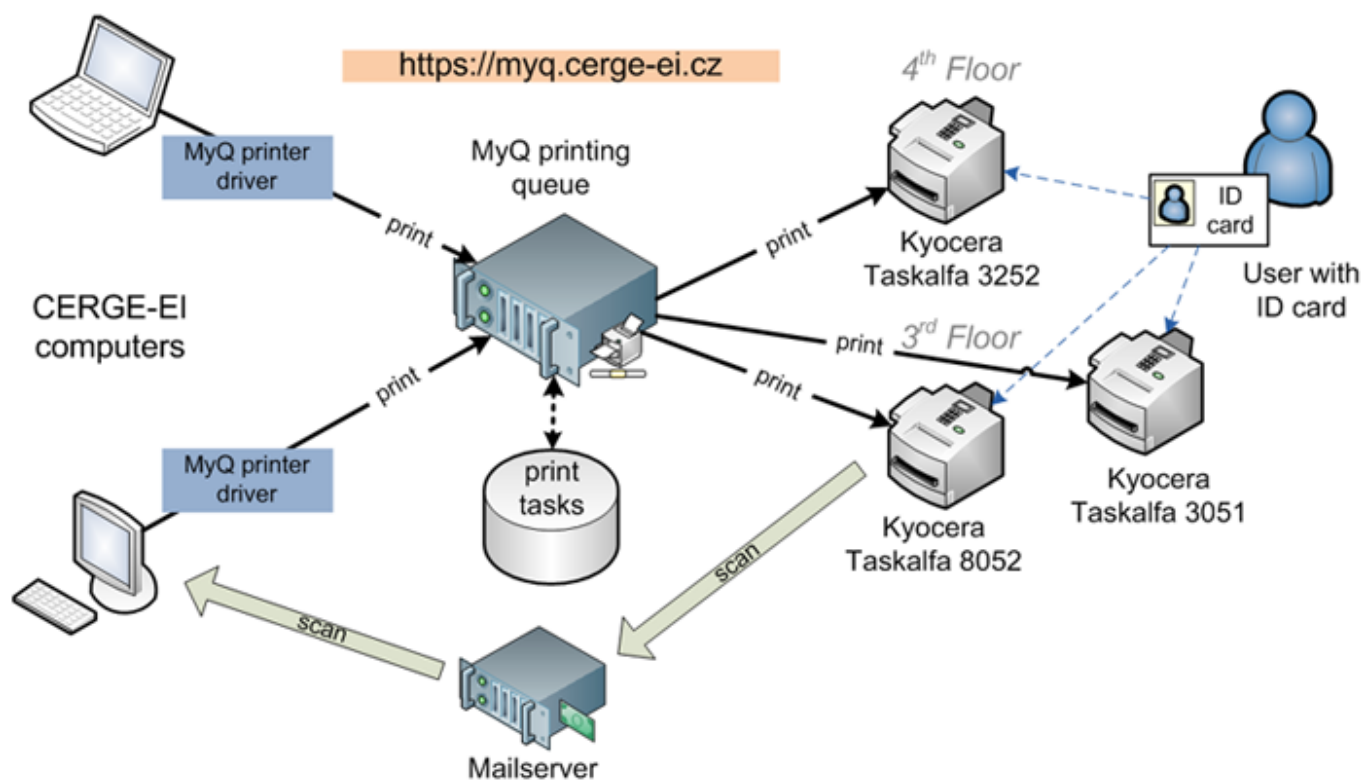 https://myq.cerge-ei.cz
4th Floor
MyQ printer
driver
MyQ printing
queue
ID
card
print
print
Kyocera
Taskalfa 3252
User with
ID card
CERGE-EI
computers
3rd Floor
print
print
print
MyQ printer
driver
print
tasks
Kyocera
Taskalfa 3051
Kyocera
Taskalfa 8052
scan
scan
Mailserver